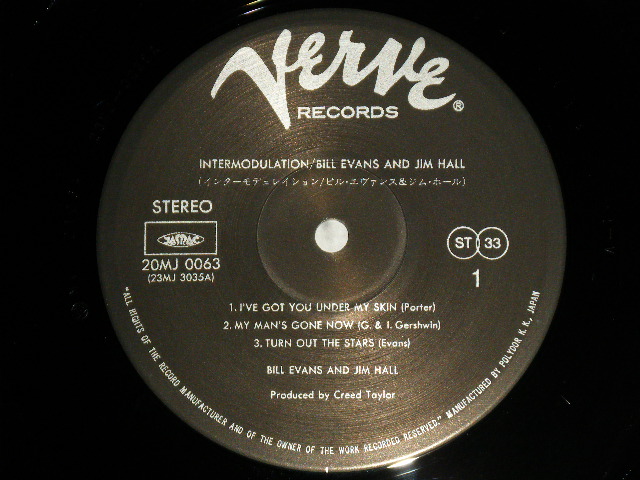 Verve
RECORDS ®
INTERMODULATION/BILL EVANS AND JIM HALL
(インターモデュレイション/ビル・エヴァンス&ジム・ホール)
STEREO
JASRAC
20MJ 0063
(23MJ 3035A)
ST 33
1
1. I'VE GOT YOU UNDER MY SKIN (Porter)
2. MY MAN'S GONE NOW (G. & I. Gershwin)
3. TURN OUT THE STARS (Evans)
BILL EVANS AND JIM HALL
Produced by Creed Taylor
"ALL RIGHTS OF THE RECORD MANUFACTURER AND OF THE OWNER OF THE WORK RECORDED RESERVED." MANUFACTURED BY POLYDOR K. K., JAPAN